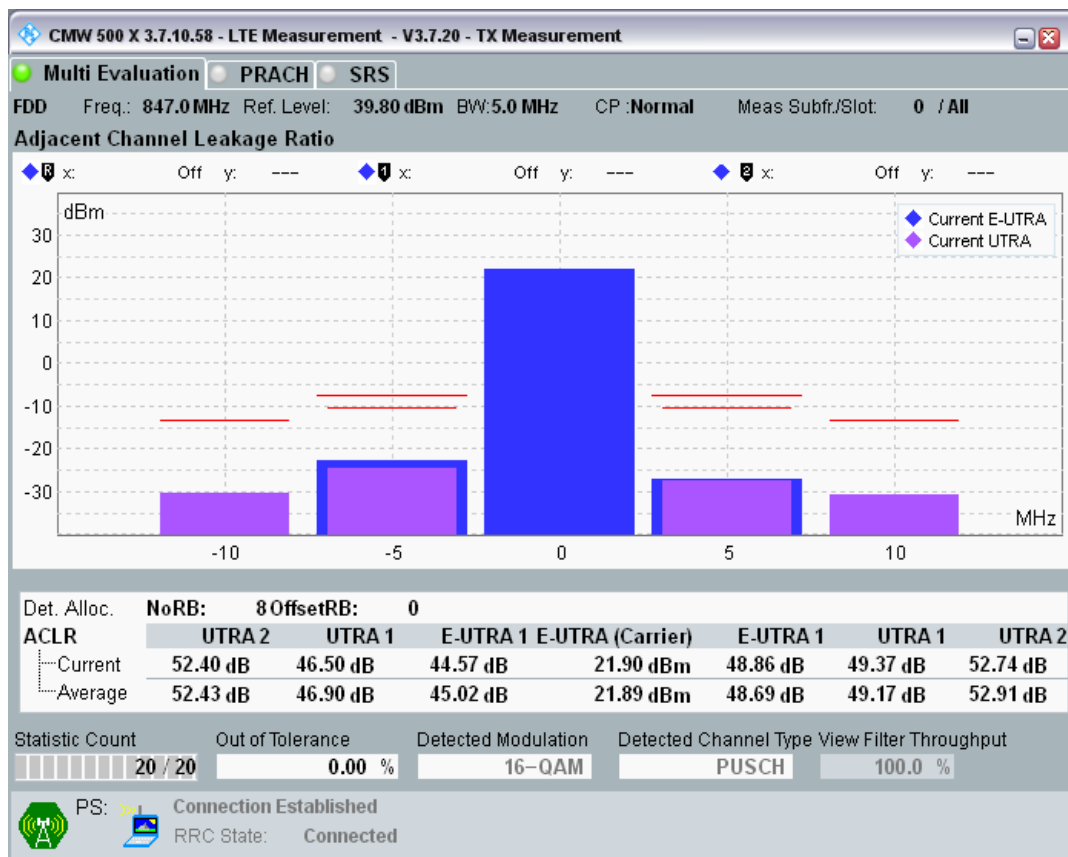 CMW 500 X 3.7.10.58 - LTE Measurement - V3.7.20 - TX Measurement
Multi Evaluation PRACH SRS
FDD Freq.: 847.0 MHz Ref. Level: 39.80 dBm BW:5.0 MHz CP :Normal Meas Subfr./Slot: 0 / All
Adjacent Channel Leakage Ratio
R x: Off y: --- 1 x: Off y: --- 2 x: Off y: ---
dBm
Current E-UTRA
Current UTRA
30
20
10
0
-10
-20
-30
MHz
-10 -5 0 5 10
Det. Alloc. NoRB: 8 OffsetRB: 0
ACLR UTRA 2 UTRA 1 E-UTRA 1 E-UTRA (Carrier) E-UTRA 1 UTRA 1 UTRA 2
Current 52.40 dB 46.50 dB 44.57 dB 21.90 dBm 48.86 dB 49.37 dB 52.74 dB
Average 52.43 dB 46.90 dB 45.02 dB 21.89 dBm 48.69 dB 49.17 dB 52.91 dB
Statistic Count Out of Tolerance Detected Modulation Detected Channel Type View Filter Throughput
20 / 20 0.00 % 16-QAM PUSCH 100.0 %
PS: Connection Established
RRC State: Connected